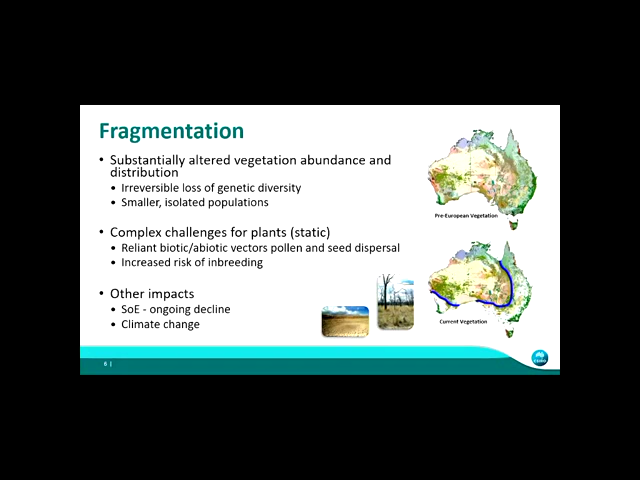 Fragmentation
• Substantially altered vegetation abundance and
distribution
• Irreversible loss of genetic diversity
• Smaller, isolated populations
• Complex challenges for plants (static)
• Reliant biotic/abiotic vectors pollen and seed dispersal
• Increased risk of inbreeding
• Other impacts
• SoE - ongoing decline
• Climate change
Pre-European Vegetation
Current Vegetation
8 |
CSIRO